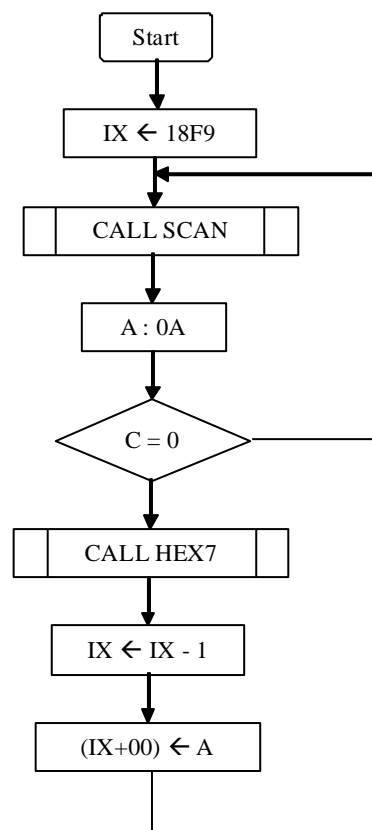 Start
IX ← 18F9
CALL SCAN
A : 0A
C = 0
CALL HEX7
IX ← IX - 1
(IX+00) ← A